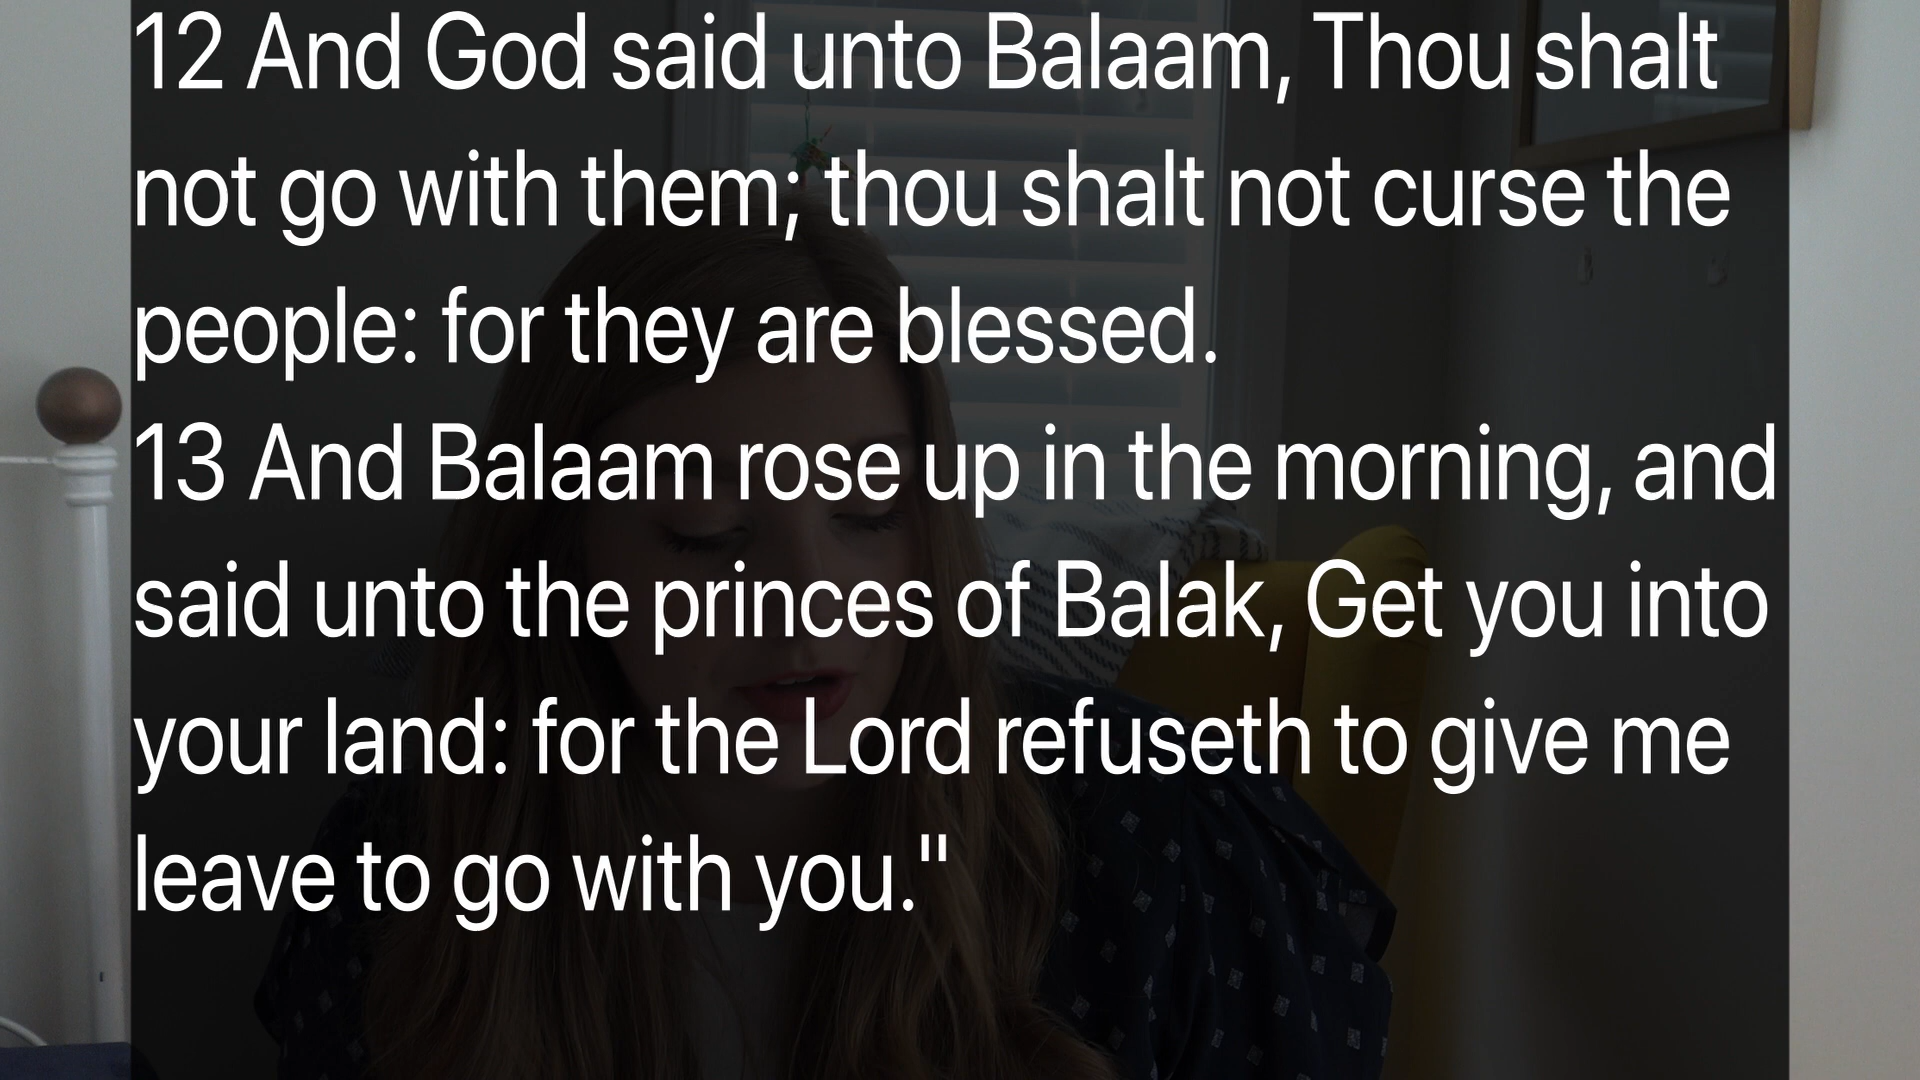 12 And God said unto Balaam, Thou shalt
not go with them; thou shalt not curse the
people: for they are blessed.
13 And Balaam rose up in the morning, and
said unto the princes of Balak, Get you into
your land: for the Lord refuseth to give me
leave to go with you."